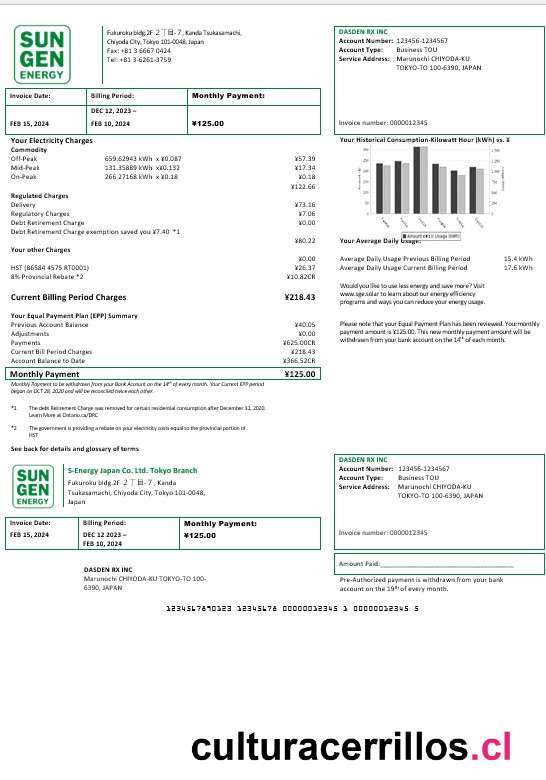 SUN
GEN
ENERGY
Fukuroku bldg,2F 2丁目-7, Kanda Tsukasamachi,
Chiyoda City, Tokyo 101-0048, Japan
Fax: +81 3 6667 0424
Tel: +81 3-6261-3759
DASDEN RX INC
Account Number: 123456-1234567
Account Type: Business TOU
Service Address: Marunochi CHIYODA-KU
TOKYO-TO 100-6390, JAPAN
Invoice number: 0000012345
Invoice Date: Billing Period: Monthly Payment:
DEC 12, 2023 –
FEB 15, 2024 FEB 10, 2024 ¥125.00
Your Electricity Charges
Commodity
Off-Peak 659.62943 kWh x ¥0.087 ¥57.39
Mid-Peak 131.35889 kWh x¥0.132 ¥17.34
On-Peak 266.27168 kWh x ¥0.18 ¥0.18
¥122.66
Regulated Charges
Delivery ¥73.16
Regulatory Charges ¥7.06
Debt Retirement Charge ¥0.00
Debt Retirement Charge exemption saved you ¥7.40 *1
¥80.22
Your other Charges
¥0.00
HST (86584 4575 RT0001) ¥26.37
8% Provincial Rebate *2 ¥10.82CR
Current Billing Period Charges ¥218.43
Your Equal Payment Plan (EPP) Summary
Previous Account Balance ¥40.05
Adjustments ¥0.00
Payments ¥625.00CR
Current Bill Period Charges ¥218.43
Account Balance to Date ¥366.52CR
Monthly Payment ¥125.00
Monthly Payment to be withdrawn from your Bank Account on the 14th of every month. Your Current EPP period
began on OCT 28, 2020 and will be reconciled twice each other.
*1 The debt Retirement Charge was removed for certain residential consumption after December 31, 2020.
Learn More at Ontario.ca/DRC
*2 The government is providing a rebate on your electricity costs equal to the provincial portion of
HST
See back for details and glossary of terms
Your Historical Consumption-Kilowatt Hour (kWh) vs. ¥
Amount ¥ Usage (kWh)
Your Average Daily Usage:
Average Daily Usage Previous Billing Period 15.4 kWh
Average Daily Usage Current Billing Period 17.6 kWh
Would you like to use less energy and save more? Visit
www.sge.solar to learn about our energy efficiency
programs and ways you can reduce your energy usage.
Please note that your Equal Payment Plan has been reviewed. Yourmonthly
payment amount is ¥125.00. This new monthly payment amount will be
withdrawn from your bank account on the 14th of each month.
SUN
GEN
ENERGY
S-Energy Japan Co. Ltd. Tokyo Branch
Fukuroku bldg,2F 2丁目-7, Kanda
Tsukasamachi, Chiyoda City, Tokyo 101-0048,
Japan
DASDEN RX INC
Account Number: 123456-1234567
Account Type: Business TOU
Service Address: Marunochi CHIYODA-KU
TOKYO-TO 100-6390, JAPAN
Invoice number: 0000012345
Invoice Date: Billing Period: Monthly Payment:
FEB 15, 2024 DEC 12 2023 – ¥125.00
FEB 10, 2024
Amount Paid:
DASDEN RX INC
Marunochi CHIYODA-KU TOKYO-TO 100-
6390, JAPAN
Pre-Authorized payment is withdrawn from your bank
account on the 19th of every month.
1234567890123 12345678 00000012345 1 00000012345 5
culturacerrillos.cl